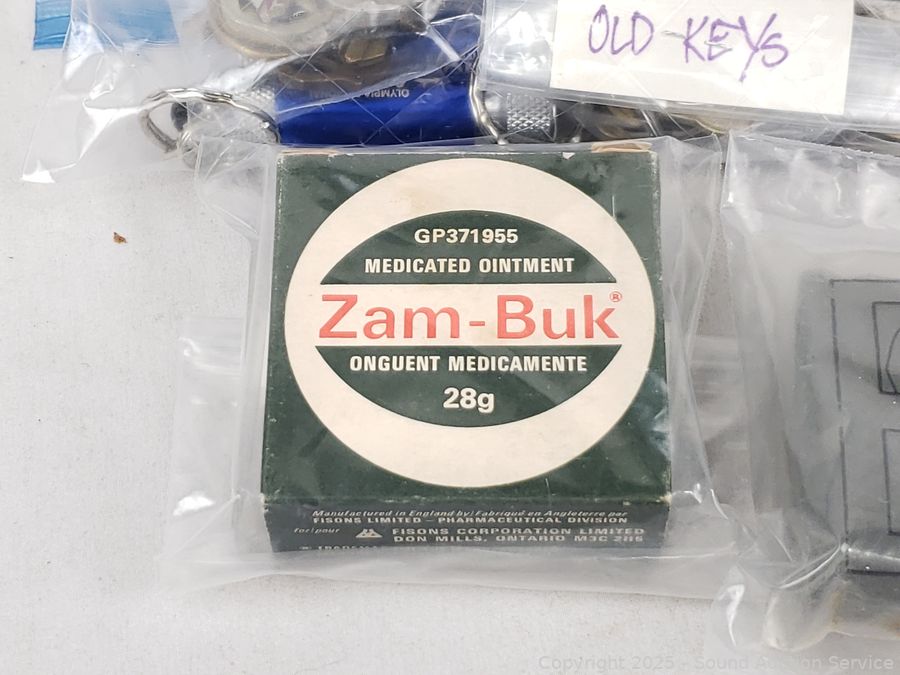 OLD KEYS
GP371955
MEDICATED OINTMENT
Zam-Buk®
ONGUENT MEDICAMENTE
28g
Manufactured in England by/Fabriqué en Angleterre par
FISONS LIMITED – PHARMACEUTICAL DIVISION
for/pour
FISONS CORPORATION LIMITED
DON MILLS, ONTARIO M3C 2B5
Copyright 2025 - Sound Auction Service